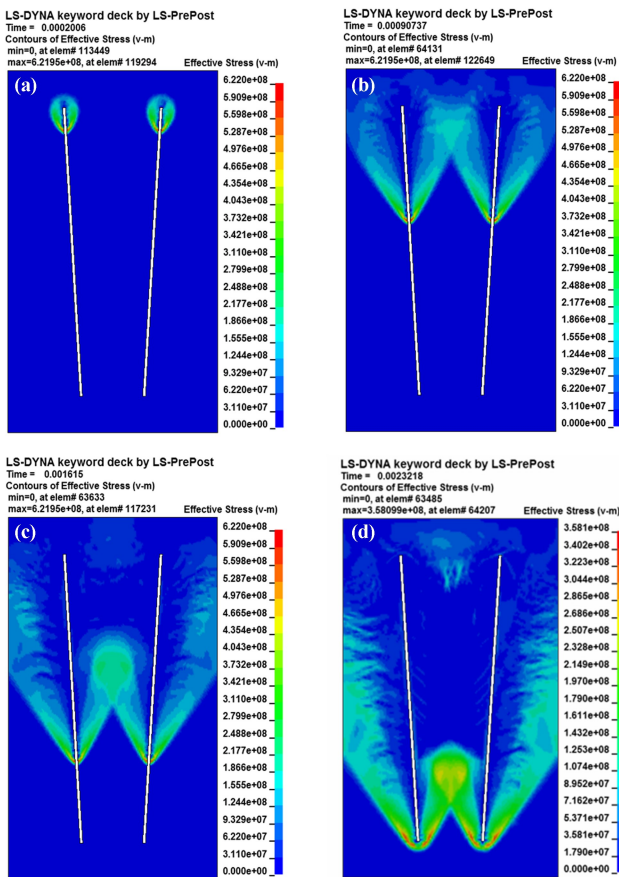 LS-DYNA keyword deck by LS-PrePost
Time = 0.0002006
Contours of Effective Stress (v-m)
min=0, at elem# 113449
max=6.2195e+08, at elem# 119294 Effective Stress (v-m)
(a)
6.220e+08
5.909e+08
5.598e+08
5.287e+08
4.976e+08
4.665e+08
4.354e+08
4.043e+08
3.732e+08
3.421e+08
3.110e+08
2.799e+08
2.488e+08
2.177e+08
1.866e+08
1.555e+08
1.244e+08
9.329e+07
6.220e+07
3.110e+07
0.000e+00
LS-DYNA keyword deck by LS-PrePost
Time = 0.00090737
Contours of Effective Stress (v-m)
min=0, at elem# 64131
max=6.2195e+08, at elem# 122649 Effective Stress (v-m)
(b)
6.220e+08
5.909e+08
5.598e+08
5.287e+08
4.976e+08
4.665e+08
4.354e+08
4.043e+08
3.732e+08
3.421e+08
3.110e+08
2.799e+08
2.488e+08
2.177e+08
1.866e+08
1.555e+08
1.244e+08
9.329e+07
6.220e+07
3.110e+07
0.000e+00
LS-DYNA keyword deck by LS-PrePost
Time = 0.001615
Contours of Effective Stress (v-m)
min=0, at elem# 63633
max=6.2195e+08, at elem# 117231 Effective Stress (v-m)
(c)
6.220e+08
5.909e+08
5.598e+08
5.287e+08
4.976e+08
4.665e+08
4.354e+08
4.043e+08
3.732e+08
3.421e+08
3.110e+08
2.799e+08
2.488e+08
2.177e+08
1.866e+08
1.555e+08
1.244e+08
9.329e+07
6.220e+07
3.110e+07
0.000e+00
LS-DYNA keyword deck by LS-PrePost
Time = 0.0023218
Contours of Effective Stress (v-m)
min=0, at elem# 63485
max=3.58099e+08, at elem# 64207 Effective Stress (v-m)
(d)
3.581e+08
3.402e+08
3.223e+08
3.044e+08
2.865e+08
2.686e+08
2.507e+08
2.328e+08
2.149e+08
1.970e+08
1.790e+08
1.611e+08
1.432e+08
1.253e+08
1.074e+08
8.952e+07
7.162e+07
5.371e+07
3.581e+07
1.790e+07
0.000e+00